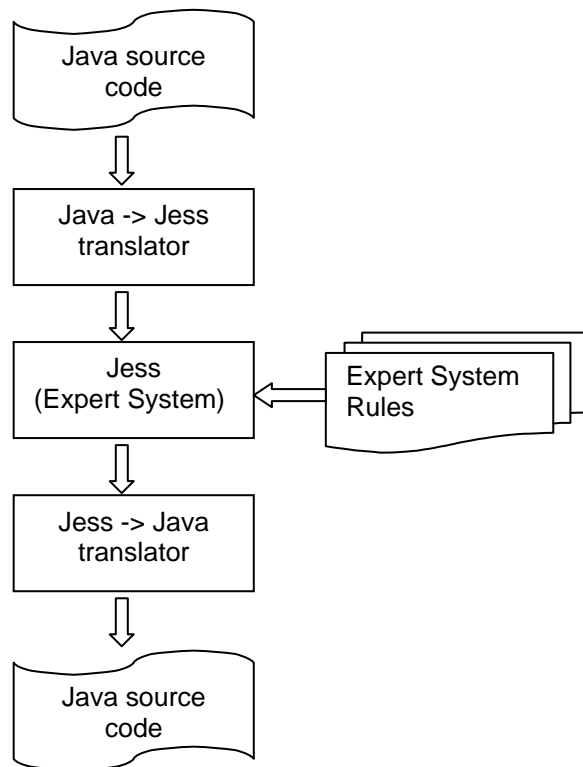 Java source
code
Java -> Jess
translator
Jess
(Expert System)
Expert System
Rules
Jess -> Java
translator
Java source
code